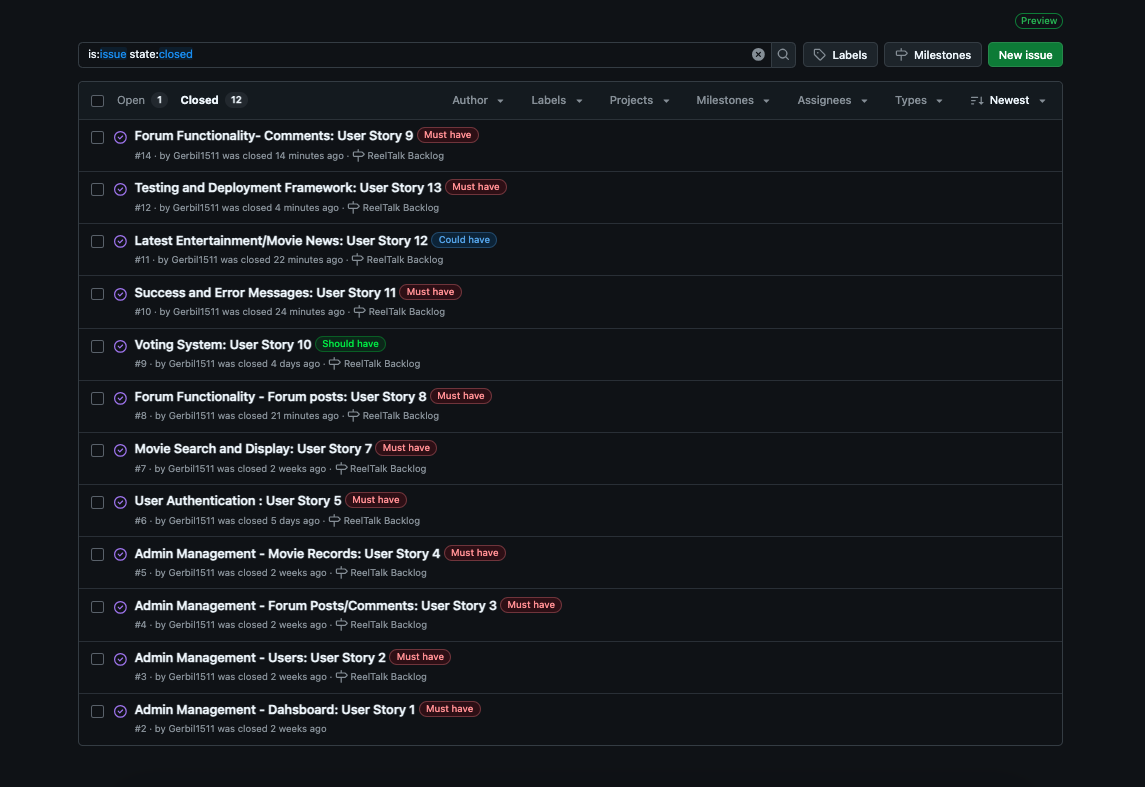 Preview
is:issue state:closed
Labels
Milestones
New issue
Open 1 Closed 12 Author Labels Projects Milestones Assignees Types Newest
Forum Functionality- Comments: User Story 9 Must have
#14 · by Gerbil1511 was closed 14 minutes ago · ReelTalk Backlog
Testing and Deployment Framework: User Story 13 Must have
#12 · by Gerbil1511 was closed 4 minutes ago · ReelTalk Backlog
Latest Entertainment/Movie News: User Story 12 Could have
#11 · by Gerbil1511 was closed 22 minutes ago · ReelTalk Backlog
Success and Error Messages: User Story 11 Must have
#10 · by Gerbil1511 was closed 24 minutes ago · ReelTalk Backlog
Voting System: User Story 10 Should have
#9 · by Gerbil1511 was closed 4 days ago · ReelTalk Backlog
Forum Functionality - Forum posts: User Story 8 Must have
#8 · by Gerbil1511 was closed 21 minutes ago · ReelTalk Backlog
Movie Search and Display: User Story 7 Must have
#7 · by Gerbil1511 was closed 2 weeks ago · ReelTalk Backlog
User Authentication : User Story 5 Must have
#6 · by Gerbil1511 was closed 5 days ago · ReelTalk Backlog
Admin Management - Movie Records: User Story 4 Must have
#5 · by Gerbil1511 was closed 2 weeks ago · ReelTalk Backlog
Admin Management - Forum Posts/Comments: User Story 3 Must have
#4 · by Gerbil1511 was closed 2 weeks ago · ReelTalk Backlog
Admin Management - Users: User Story 2 Must have
#3 · by Gerbil1511 was closed 2 weeks ago · ReelTalk Backlog
Admin Management - Dahsboard: User Story 1 Must have
#2 · by Gerbil1511 was closed 2 weeks ago